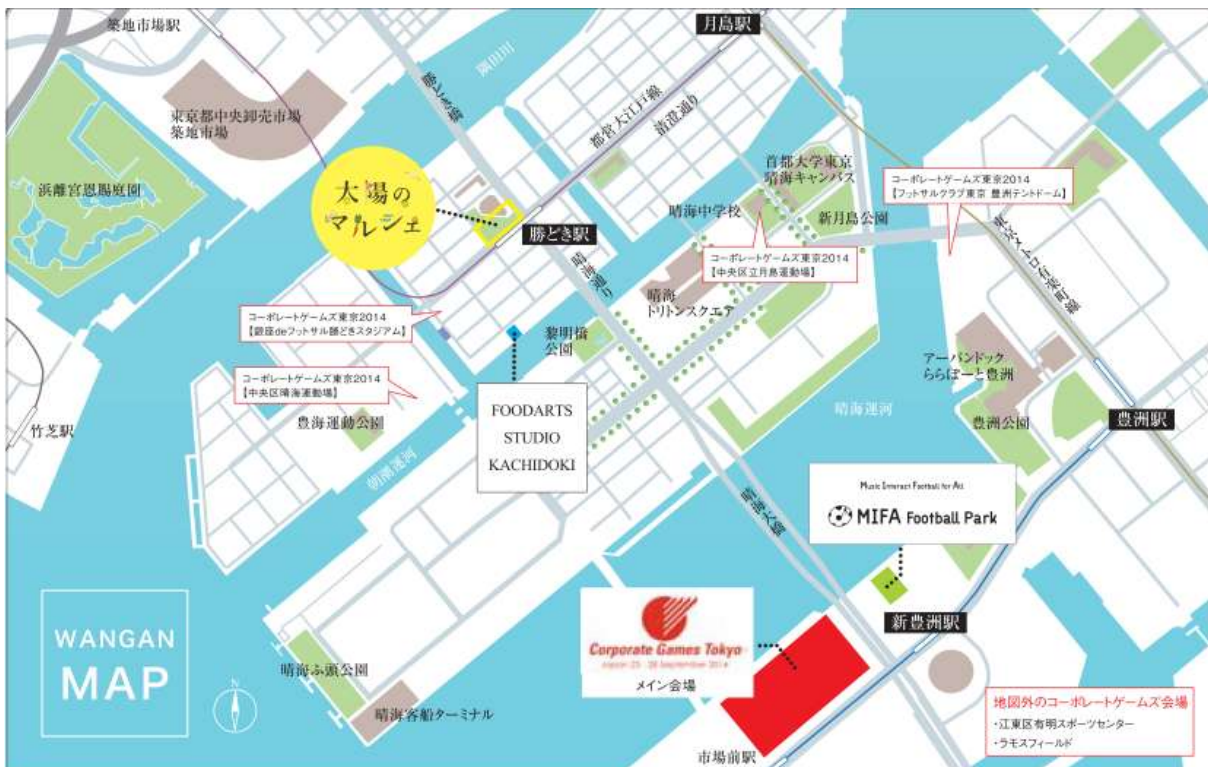 築地市場駅
月島駅
隅田川
勝どき橋
東京都中央卸売市場
築地市場
都営大江戸線
清澄通り
首都大学東京
晴海キャンパス
コーポレートゲームズ東京2014
【フットサルクラブ東京 豊洲テントドーム】
浜離宮恩賜庭園
太陽の
マルシェ
晴海中学校
新月島公園
勝どき駅
東京メトロ有楽町線
晴海通り
コーポレートゲームズ東京2014
【中央区立月島運動場】
晴海
トリトンスクエア
コーポレートゲームズ東京2014
【銀座deフットサル勝どきスタジアム】
黎明橋
公園
アーバンドック
ららぽーと豊洲
コーポレートゲームズ東京2014
【中央区晴海運動場】
晴海運河
FOODARTS
STUDIO
KACHIDOKI
豊海運動公園
豊洲公園
豊洲駅
竹芝駅
朝潮運河
Music Interact Football for All
MIFA Football Park
晴海大橋
WANGAN
MAP
N
Corporate Games Tokyo
メイン会場
新豊洲駅
晴海ふ頭公園
晴海客船ターミナル
市場前駅
地図外のコーポレートゲームズ会場
・江東区有明スポーツセンター
・ラモスフィールド